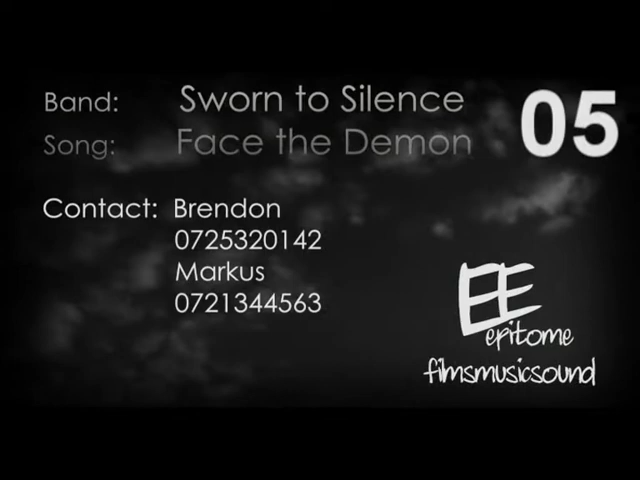 Band: Sworn to Silence
Song: Face the Demon
05
Contact: Brendon
0725320142
Markus
0721344563
EE
epitome
filmsmusicsound